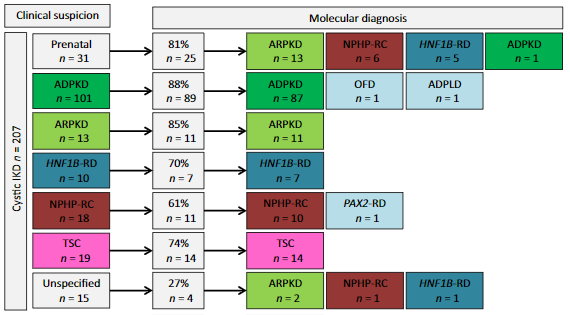 Clinical suspicion
Molecular diagnosis
Cystic IKD n = 207
Prenatal
n = 31
81%
n = 25
ARPKD
n = 13
NPHP-RC
n = 6
HNF1B-RD
n = 5
ADPKD
n = 1
ADPKD
n = 101
88%
n = 89
ADPKD
n = 87
OFD
n = 1
ADPLD
n = 1
ARPKD
n = 13
85%
n = 11
ARPKD
n = 11
HNF1B-RD
n = 10
70%
n = 7
HNF1B-RD
n = 7
NPHP-RC
n = 18
61%
n = 11
NPHP-RC
n = 10
PAX2-RD
n = 1
TSC
n = 19
74%
n = 14
TSC
n = 14
Unspecified
n = 15
27%
n = 4
ARPKD
n = 2
NPHP-RC
n = 1
HNF1B-RD
n = 1